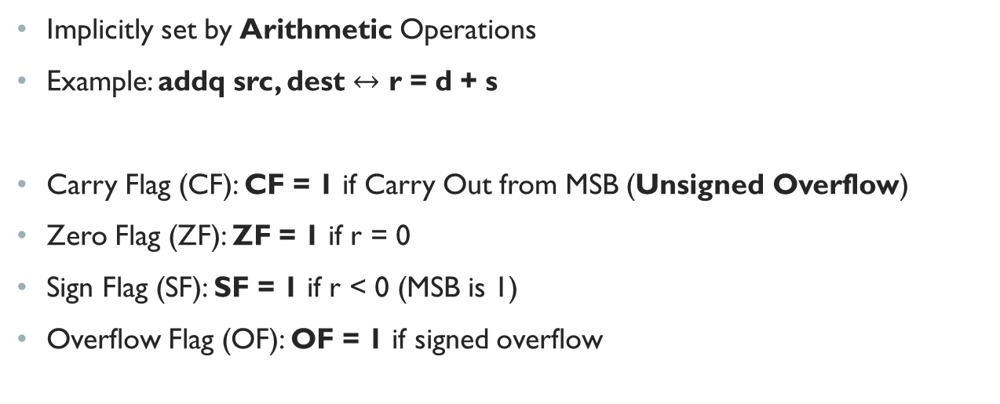 • Implicitly set by Arithmetic Operations
• Example: addq src, dest ↔ r = d + s
• Carry Flag (CF): CF = 1 if Carry Out from MSB (Unsigned Overflow)
• Zero Flag (ZF): ZF = 1 if r = 0
• Sign Flag (SF): SF = 1 if r < 0 (MSB is 1)
• Overflow Flag (OF): OF = 1 if signed overflow